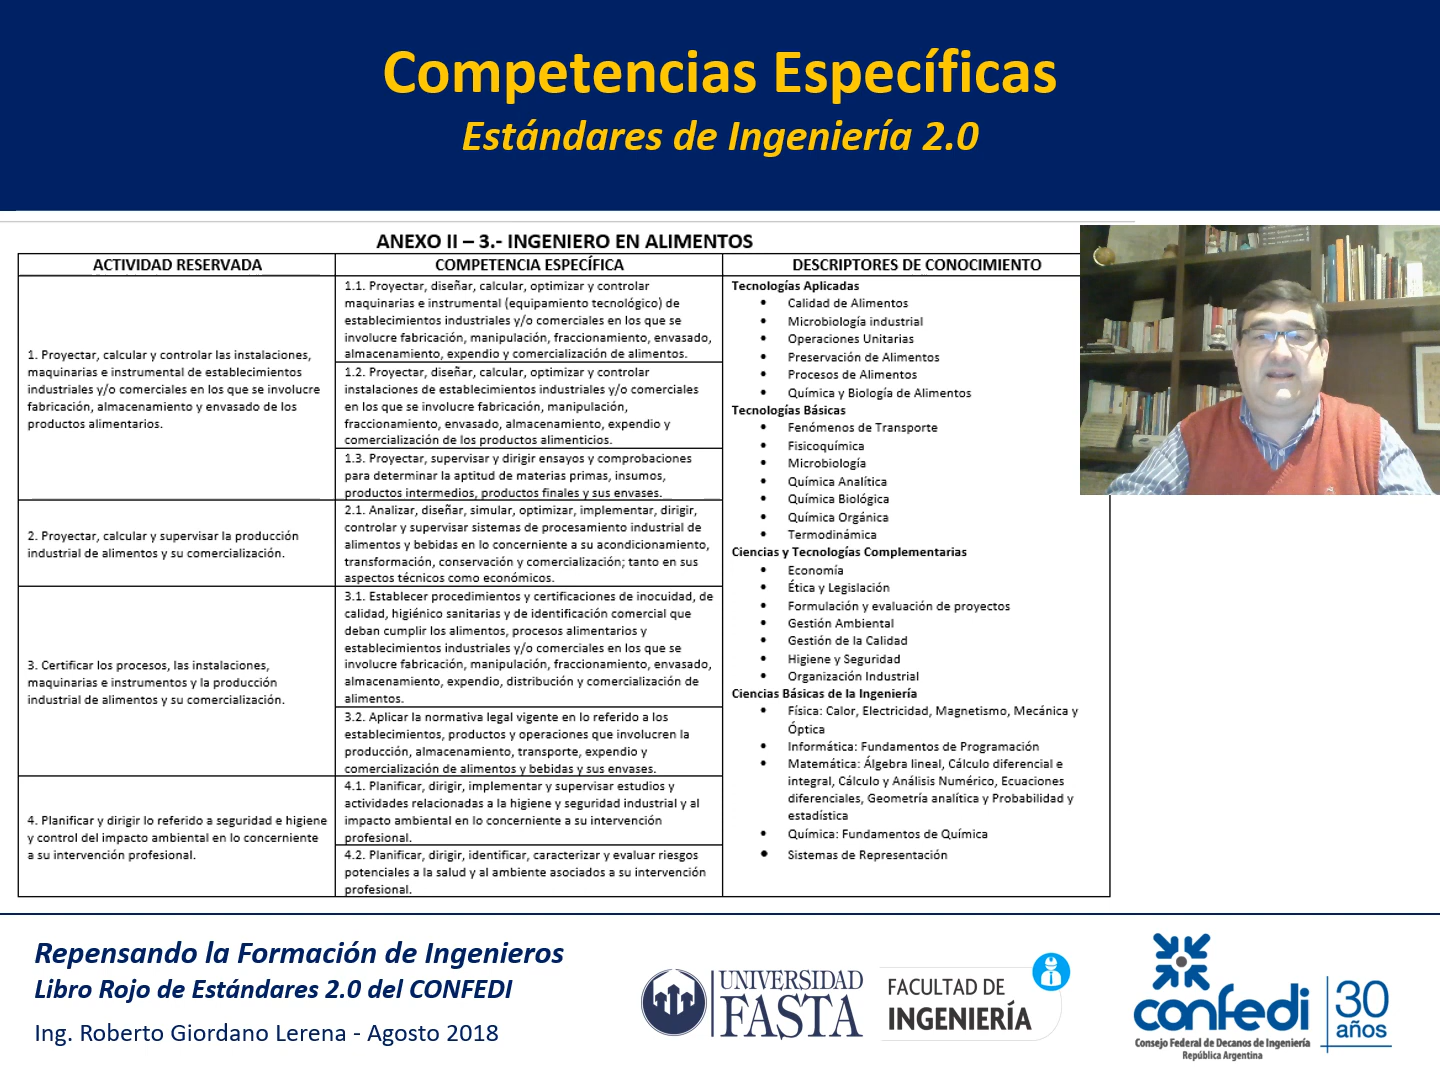 Competencias Específicas
Estándares de Ingeniería 2.0
ANEXO II – 3.- INGENIERO EN ALIMENTOS
ACTIVIDAD RESERVADA
COMPETENCIA ESPECÍFICA
DESCRIPTORES DE CONOCIMIENTO
1. Proyectar, calcular y controlar las instalaciones,
maquinarias e instrumental de establecimientos
industriales y/o comerciales en los que se involucre
fabricación, almacenamiento y envasado de los
productos alimentarios.
1.1. Proyectar, diseñar, calcular, optimizar y controlar
maquinarias e instrumental (equipamiento tecnológico) de
establecimientos industriales y/o comerciales en los que se
involucre fabricación, manipulación, fraccionamiento, envasado,
almacenamiento, expendio y comercialización de alimentos.
1.2. Proyectar, diseñar, calcular, optimizar y controlar
instalaciones de establecimientos industriales y/o comerciales
en los que se involucre fabricación, manipulación,
fraccionamiento, envasado, almacenamiento, expendio y
comercialización de los productos alimenticios.
1.3. Proyectar, supervisar y dirigir ensayos y comprobaciones
para determinar la aptitud de materias primas, insumos,
productos intermedios, productos finales y sus envases.
2. Proyectar, calcular y supervisar la producción
industrial de alimentos y su comercialización.
2.1. Analizar, diseñar, simular, optimizar, implementar, dirigir,
controlar y supervisar sistemas de procesamiento industrial de
alimentos y bebidas en lo concerniente a su acondicionamiento,
transformación, conservación y comercialización; tanto en sus
aspectos técnicos como económicos.
3. Certificar los procesos, las instalaciones,
maquinarias e instrumentos y la producción
industrial de alimentos y su comercialización.
3.1. Establecer procedimientos y certificaciones de inocuidad, de
calidad, higiénico sanitarias y de identificación comercial que
deban cumplir los alimentos, procesos alimentarios y
establecimientos industriales y/o comerciales en los que se
involucre fabricación, manipulación, fraccionamiento, envasado,
almacenamiento, expendio, distribución y comercialización de
alimentos.
3.2. Aplicar la normativa legal vigente en lo referido a los
establecimientos, productos y operaciones que involucren la
producción, almacenamiento, transporte, expendio y
comercialización de alimentos y bebidas y sus envases.
4. Planificar y dirigir lo referido a seguridad e higiene
y control del impacto ambiental en lo concerniente
a su intervención profesional.
4.1. Planificar, dirigir, implementar y supervisar estudios y
actividades relacionadas a la higiene y seguridad industrial y al
impacto ambiental en lo concerniente a su intervención
profesional.
4.2. Planificar, dirigir, identificar, caracterizar y evaluar riesgos
potenciales a la salud y al ambiente asociados a su intervención
profesional.
Tecnologías Aplicadas
• Calidad de Alimentos
• Microbiología industrial
• Operaciones Unitarias
• Preservación de Alimentos
• Procesos de Alimentos
• Química y Biología de Alimentos
Tecnologías Básicas
• Fenómenos de Transporte
• Fisicoquímica
• Microbiología
• Química Analítica
• Química Biológica
• Química Orgánica
• Termodinámica
Ciencias y Tecnologías Complementarias
• Economía
• Ética y Legislación
• Formulación y evaluación de proyectos
• Gestión Ambiental
• Gestión de la Calidad
• Higiene y Seguridad
• Organización Industrial
Ciencias Básicas de la Ingeniería
• Física: Calor, Electricidad, Magnetismo, Mecánica y
Óptica
• Informática: Fundamentos de Programación
• Matemática: Álgebra lineal, Cálculo diferencial e
integral, Cálculo y Análisis Numérico, Ecuaciones
diferenciales, Geometría analítica y Probabilidad y
estadística
• Química: Fundamentos de Química
• Sistemas de Representación
Repensando la Formación de Ingenieros
Libro Rojo de Estándares 2.0 del CONFEDI
Ing. Roberto Giordano Lerena - Agosto 2018
UNIVERSIDAD
FASTA
FACULTAD DE
INGENIERÍA
confedi
Consejo Federal de Decanos de Ingeniería
República Argentina
30
años